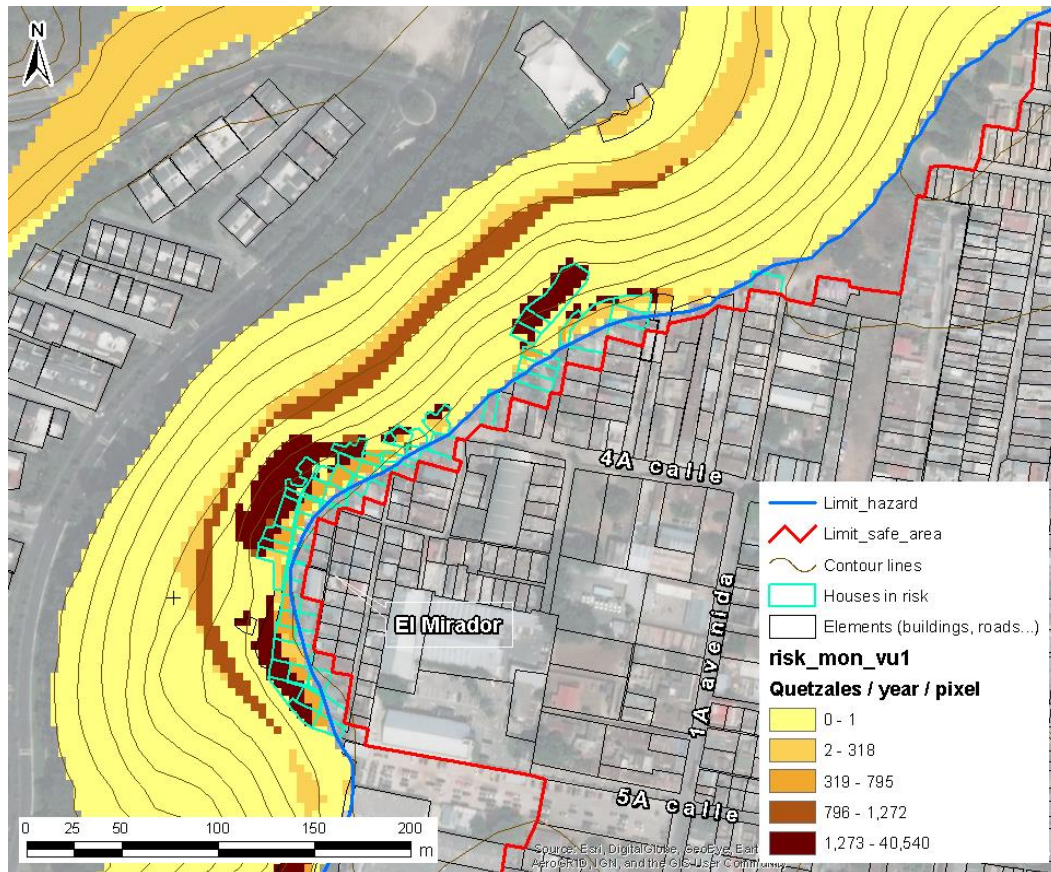 N
4A calle
El Mirador
1A avenida
5A calle
Limit_hazard
Limit_safe_area
Contour lines
Houses in risk
Elements (buildings, roads...)
risk_mon_vu1
Quetzales / year / pixel
0 - 1
2 - 318
319 - 795
796 - 1,272
1,273 - 40,540
0 25 50 100 150 200
m
Source: Esri, DigitalGlobe, GeoEye, Eart
AeroGRID, IGN, and the GIS User Community